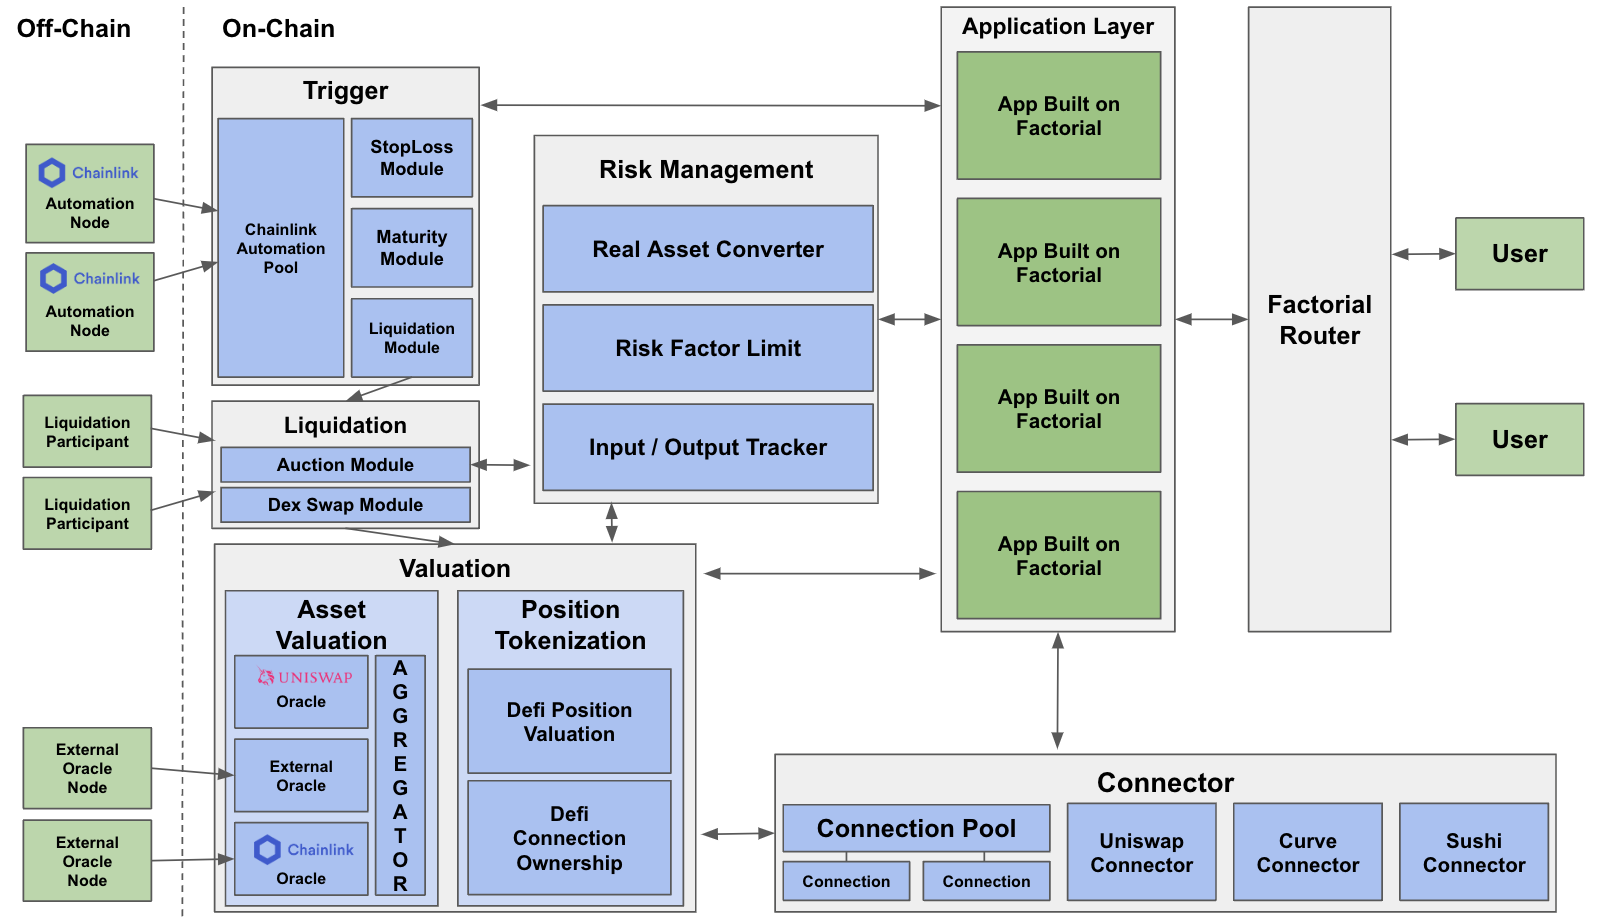 Off-Chain
On-Chain
Trigger
Chainlink
Automation
Node
Chainlink
Automation
Node
Chainlink
Automation
Pool
StopLoss
Module
Maturity
Module
Liquidation
Module
Liquidation
Participant
Liquidation
Participant
Liquidation
Auction Module
Dex Swap Module
Risk Management
Real Asset Converter
Risk Factor Limit
Input / Output Tracker
Application Layer
App Built on
Factorial
App Built on
Factorial
App Built on
Factorial
App Built on
Factorial
Factorial
Router
User
User
Valuation
Asset
Valuation
UNISWAP
Oracle
External
Oracle
Chainlink
Oracle
A
G
G
R
E
G
A
T
O
R
Position
Tokenization
Defi Position
Valuation
Defi
Connection
Ownership
External
Oracle
Node
External
Oracle
Node
Connector
Connection Pool
Connection
Connection
Uniswap
Connector
Curve
Connector
Sushi
Connector